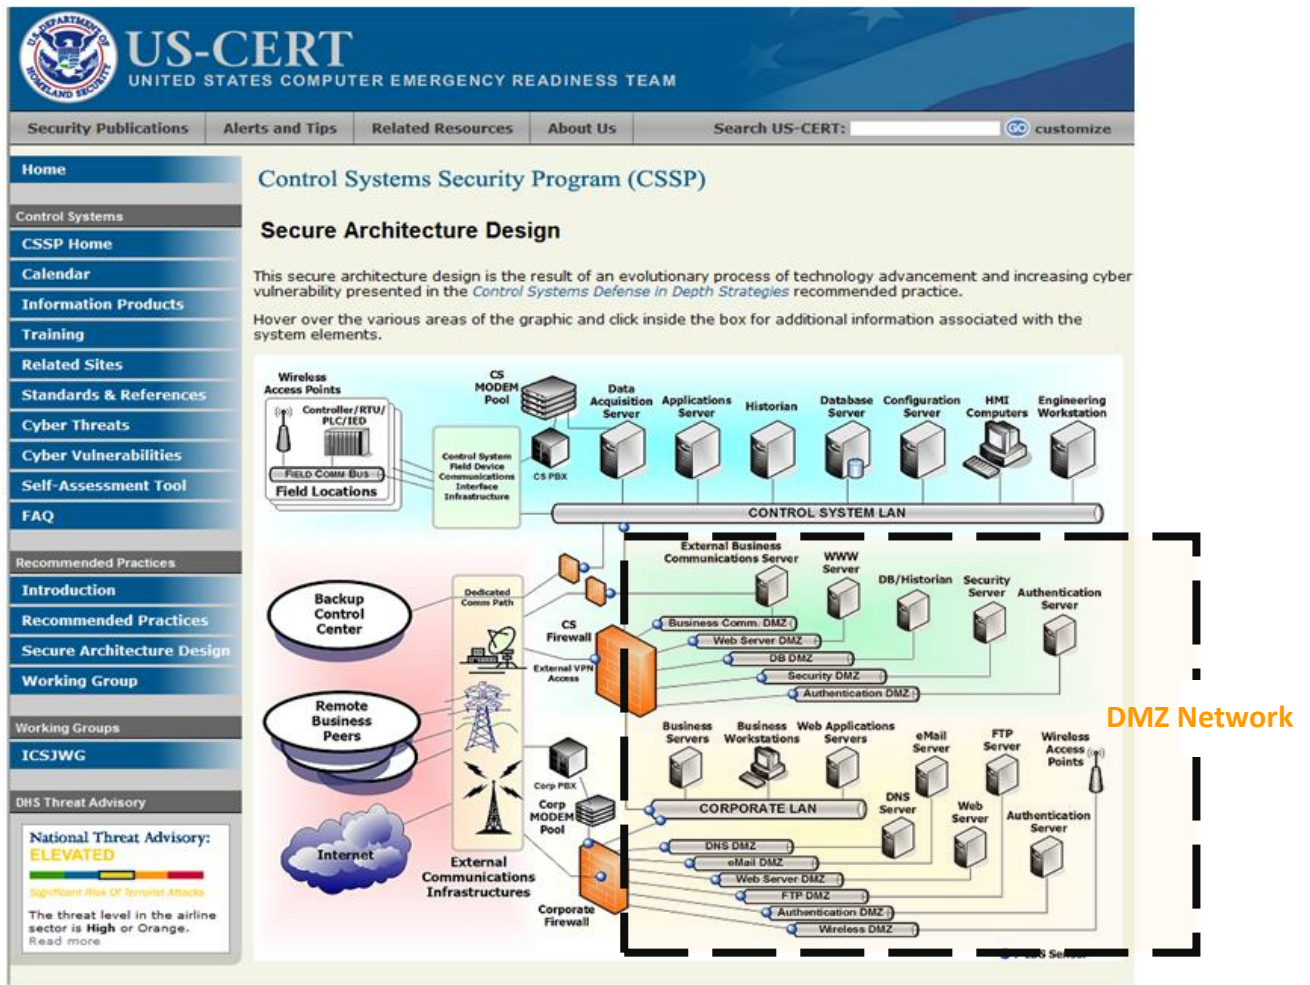 US-CERT
UNITED STATES COMPUTER EMERGENCY READINESS TEAM
U.S. DEPARTMENT OF HOMELAND SECURITY
Security Publications
Alerts and Tips
Related Resources
About Us
Search US-CERT:
GO
customize
Home
Control Systems
CSSP Home
Calendar
Information Products
Training
Related Sites
Standards & References
Cyber Threats
Cyber Vulnerabilities
Self-Assessment Tool
FAQ
Recommended Practices
Introduction
Recommended Practices
Secure Architecture Design
Working Group
Working Groups
ICSJWG
DHS Threat Advisory
National Threat Advisory:
ELEVATED
Significant Risk Of Terrorist Attacks
The threat level in the airline
sector is High or Orange.
Read more
Control Systems Security Program (CSSP)
Secure Architecture Design
This secure architecture design is the result of an evolutionary process of technology advancement and increasing cyber
vulnerability presented in the Control Systems Defense in Depth Strategies recommended practice.
Hover over the various areas of the graphic and click inside the box for additional information associated with the
system elements.
Wireless
Access Points
Controller/RTU/
PLC/IED
FIELD COMM BUS
Field Locations
Control System
Field Device
Communications
Interface
Infrastructure
CS
MODEM
Pool
CS PBX
Data
Acquisition
Server
Applications
Server
Historian
Database
Server
Configuration
Server
HMI
Computers
Engineering
Workstation
CONTROL SYSTEM LAN
External Business
Communications Server
WWW
Server
DB/Historian
Security
Server
Authentication
Server
Backup
Control
Center
Dedicated
Comm Path
CS
Firewall
External VPN
Access
Business Comm. DMZ
Web Server DMZ
DB DMZ
Security DMZ
Authentication DMZ
DMZ Network
Remote
Business
Peers
Business
Servers
Business
Workstations
Web Applications
Servers
eMail
Server
FTP
Server
Wireless
Access
Points
Corp PBX
Corp
MODEM
Pool
CORPORATE LAN
DNS
Server
Web
Server
Authentication
Server
Internet
External
Communications
Infrastructures
Corporate
Firewall
DNS DMZ
eMail DMZ
Web Server DMZ
FTP DMZ
Authentication DMZ
Wireless DMZ